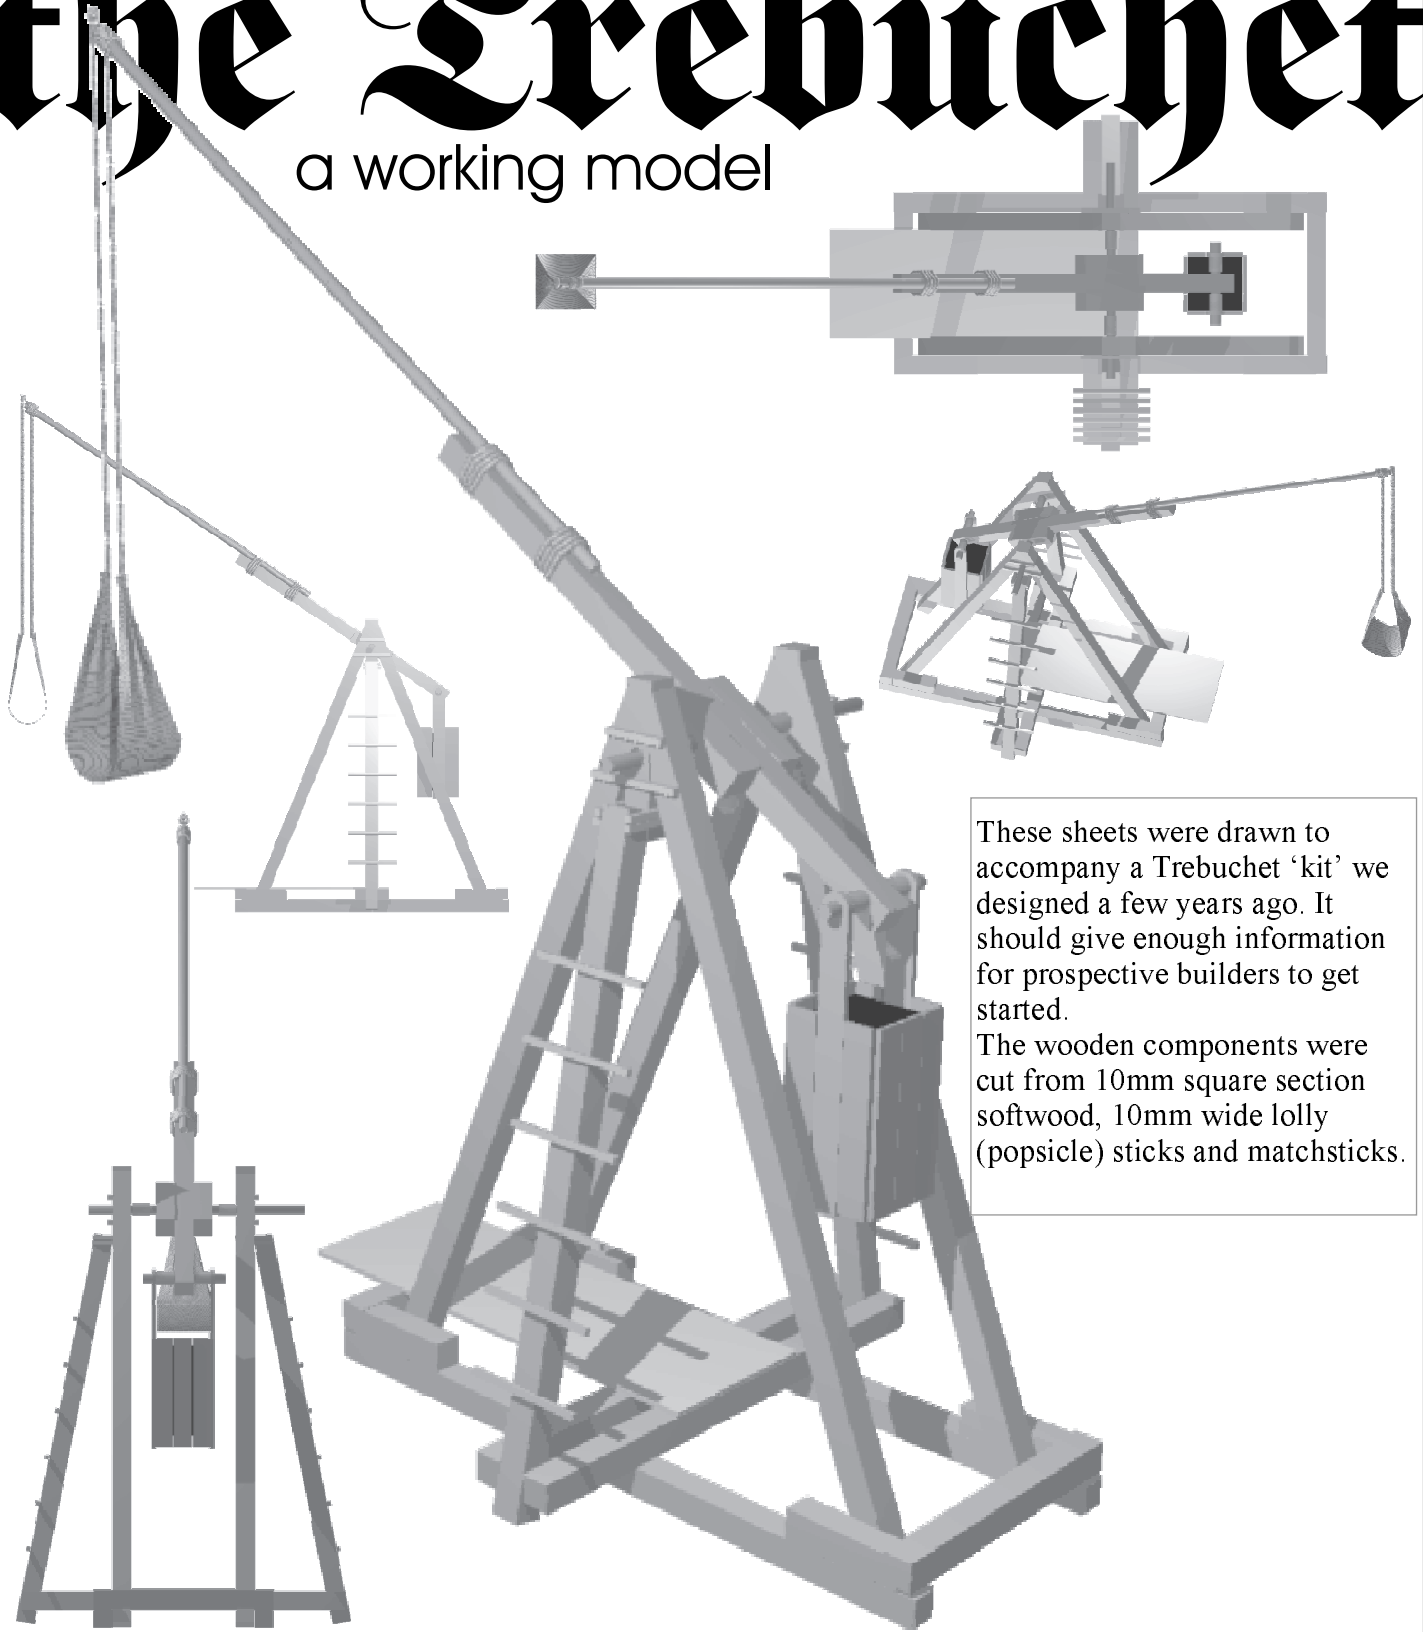 the Trebuchet
a working model
These sheets were drawn to
accompany a Trebuchet ‘kit’ we
designed a few years ago. It
should give enough information
for prospective builders to get
started.
The wooden components were
cut from 10mm square section
softwood, 10mm wide lolly
(popsicle) sticks and matchsticks.